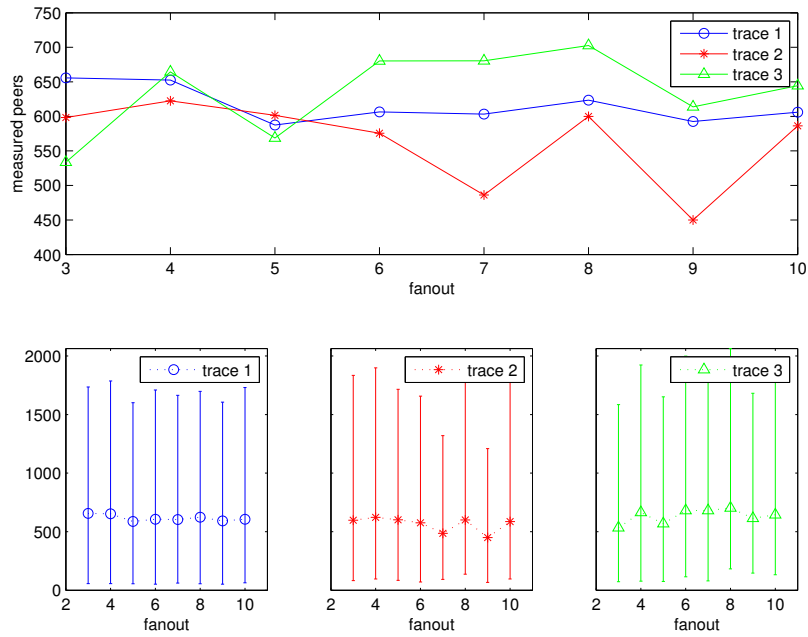 750
700
650
600
550
500
450
400
measured peers
trace 1
trace 2
trace 3
3 4 5 6 7 8 9 10
fanout
2000
1500
1000
500
0
trace 1
2 4 6 8 10
fanout
trace 2
2 4 6 8 10
fanout
trace 3
2 4 6 8 10
fanout